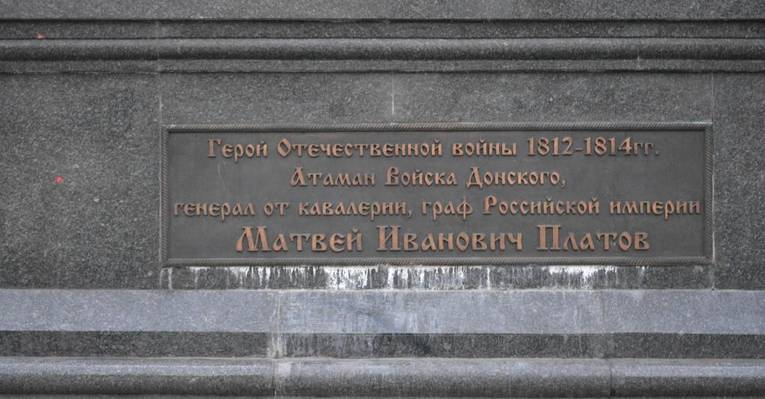 Герой Отечественной войны 1812-1814гг.
Атаман Войска Донского,
генерал от кавалерии, граф Российской империи
Матвей Иванович Платов